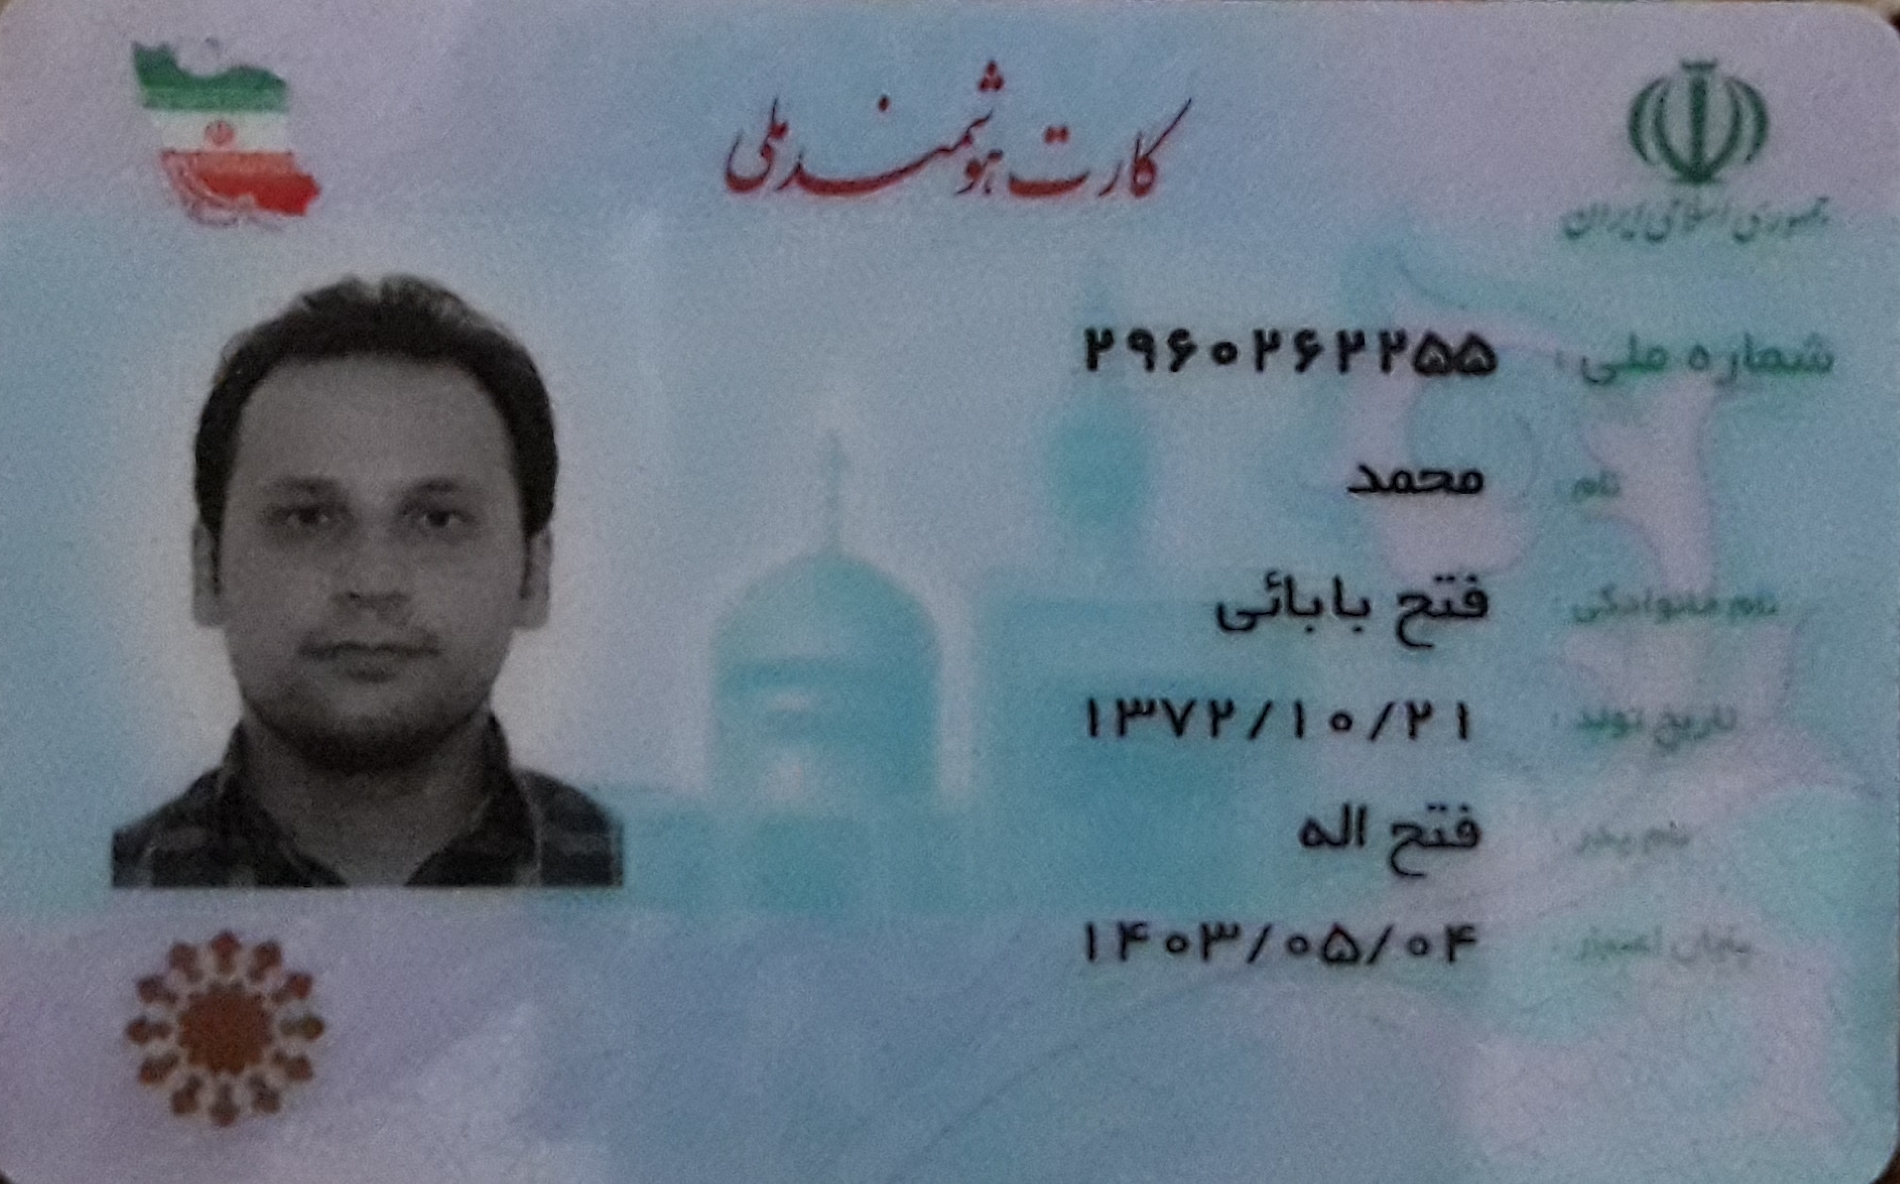 کارت هوشمند ملی
جمهوری اسلامی ایران
شماره ملی: ۲۹۶۰۲۶۲۲۵۵
نام: محمد
نام خانوادگی: فتح بابائی
تاریخ تولد: ۱۳۷۲/۱۰/۲۱
نام پدر: فتح اله
پایان اعتبار: ۱۴۰۳/۰۵/۰۴